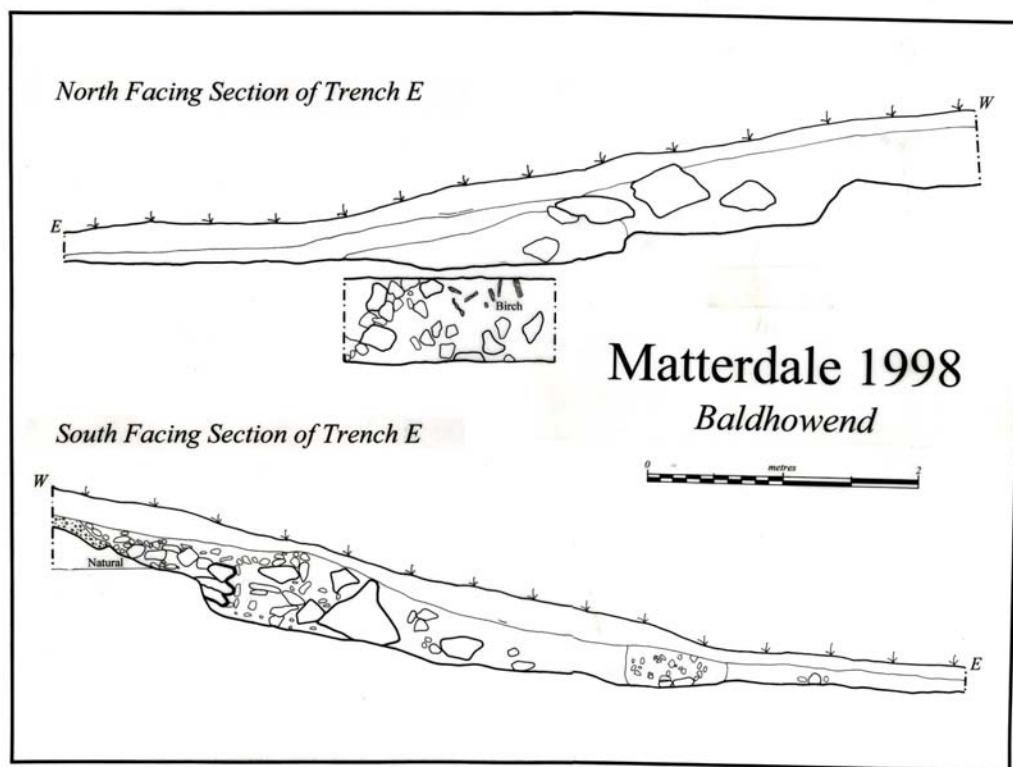 North Facing Section of Trench E
W
E
Birch
Matterdale 1998
Baldhowend
South Facing Section of Trench E
0 metres 2
W
Natural
E